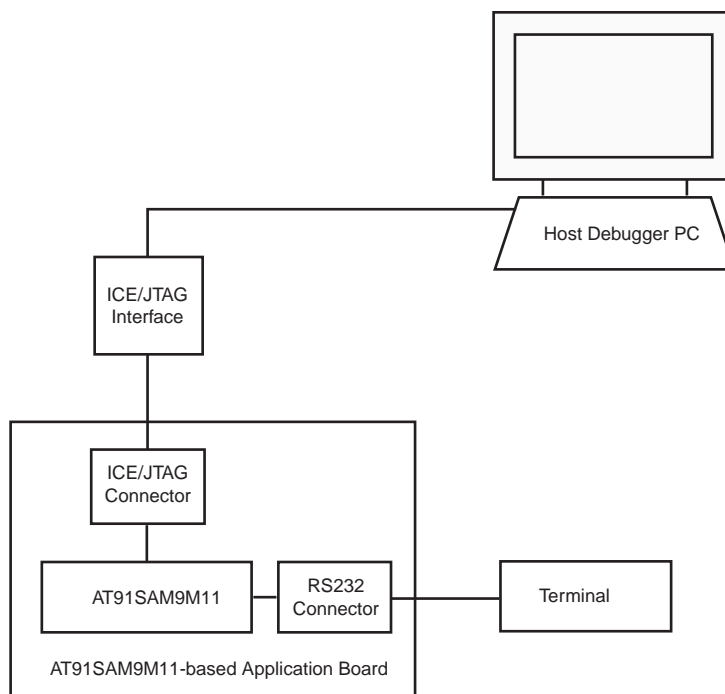 Host Debugger PC
ICE/JTAG
Interface
ICE/JTAG
Connector
AT91SAM9M11
RS232
Connector
Terminal
AT91SAM9M11-based Application Board